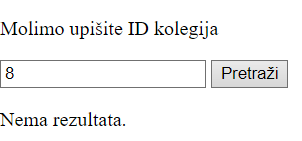 Molimo upišite ID kolegija
8
Pretraži
Nema rezultata.